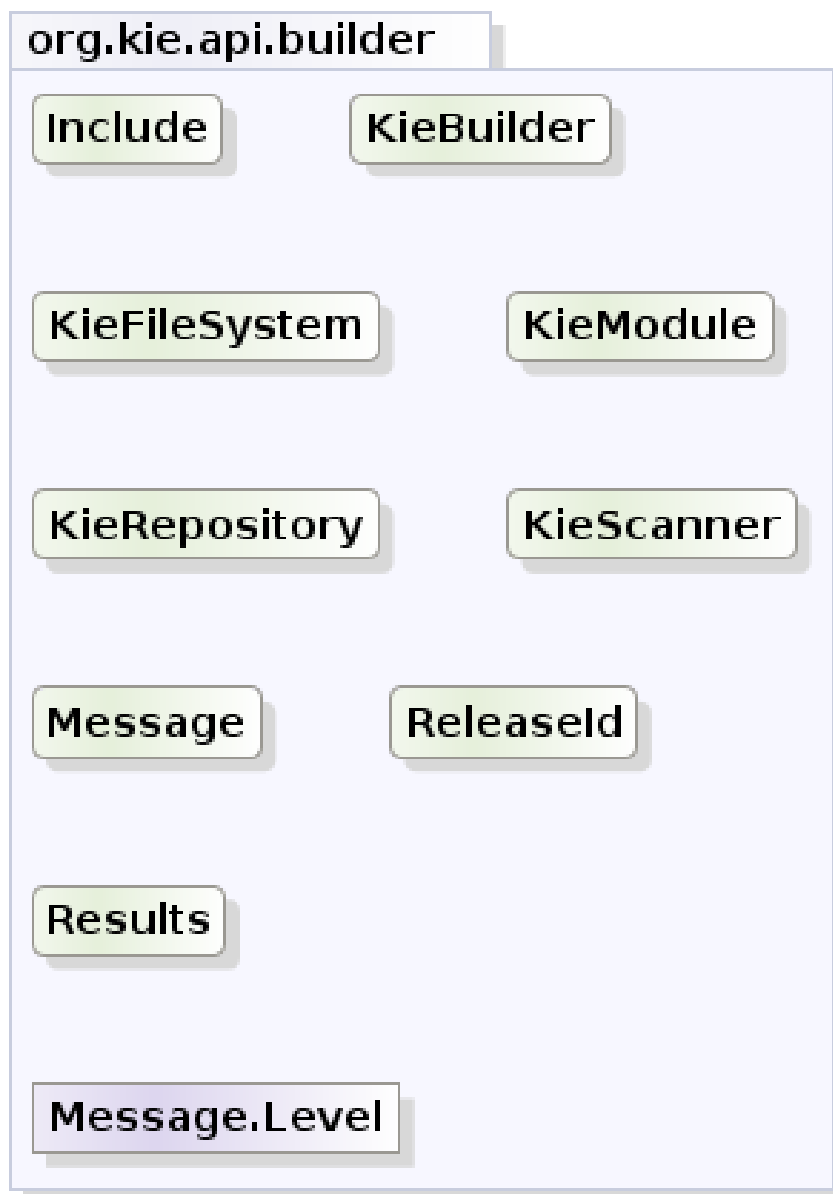 org.kie.api.builder
Include KieBuilder
KieFileSystem KieModule
KieRepository KieScanner
Message ReleaseId
Results
Message.Level